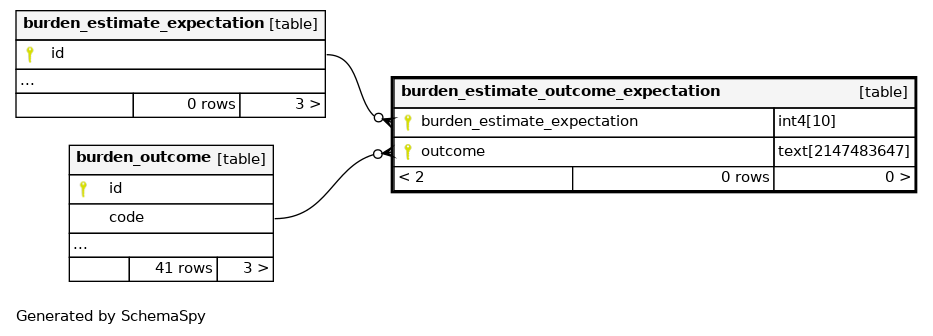 burden_estimate_expectation [table]
id
...
0 rows 3 >
burden_outcome [table]
id
code
...
41 rows 3 >
burden_estimate_outcome_expectation [table]
burden_estimate_expectation int4[10]
outcome text[2147483647]
< 2 0 rows 0 >
Generated by SchemaSpy